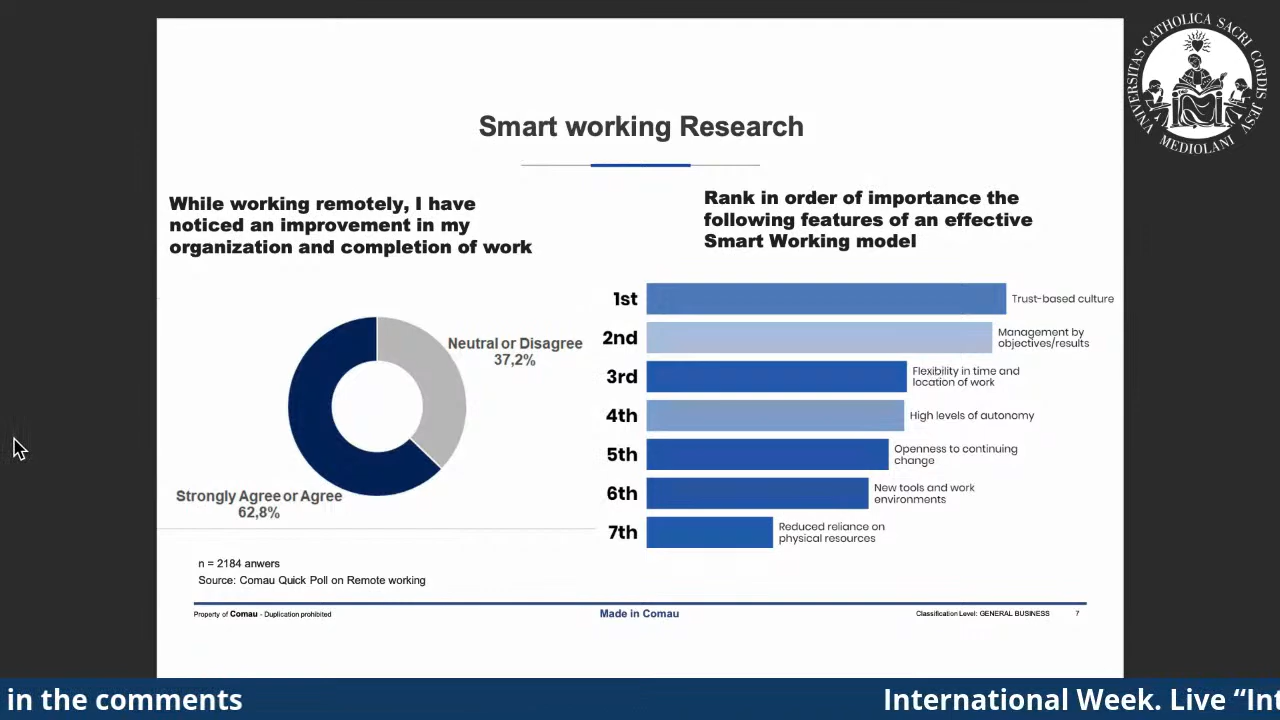 UNIVERSITAS CATHOLICA SACRI CORDIS JESV
MEDIOLANI
Smart working Research
While working remotely, I have
noticed an improvement in my
organization and completion of work
Neutral or Disagree
37,2%
Strongly Agree or Agree
62,8%
n = 2184 anwers
Source: Comau Quick Poll on Remote working
Rank in order of importance the
following features of an effective
Smart Working model
1st Trust-based culture
2nd Management by
objectives/results
3rd Flexibility in time and
location of work
4th High levels of autonomy
5th Openness to continuing
change
6th New tools and work
environments
7th Reduced reliance on
physical resources
Property of Comau - Duplication prohibited
Made in Comau
Classification Level: GENERAL BUSINESS 7
in the comments
International Week. Live “Int